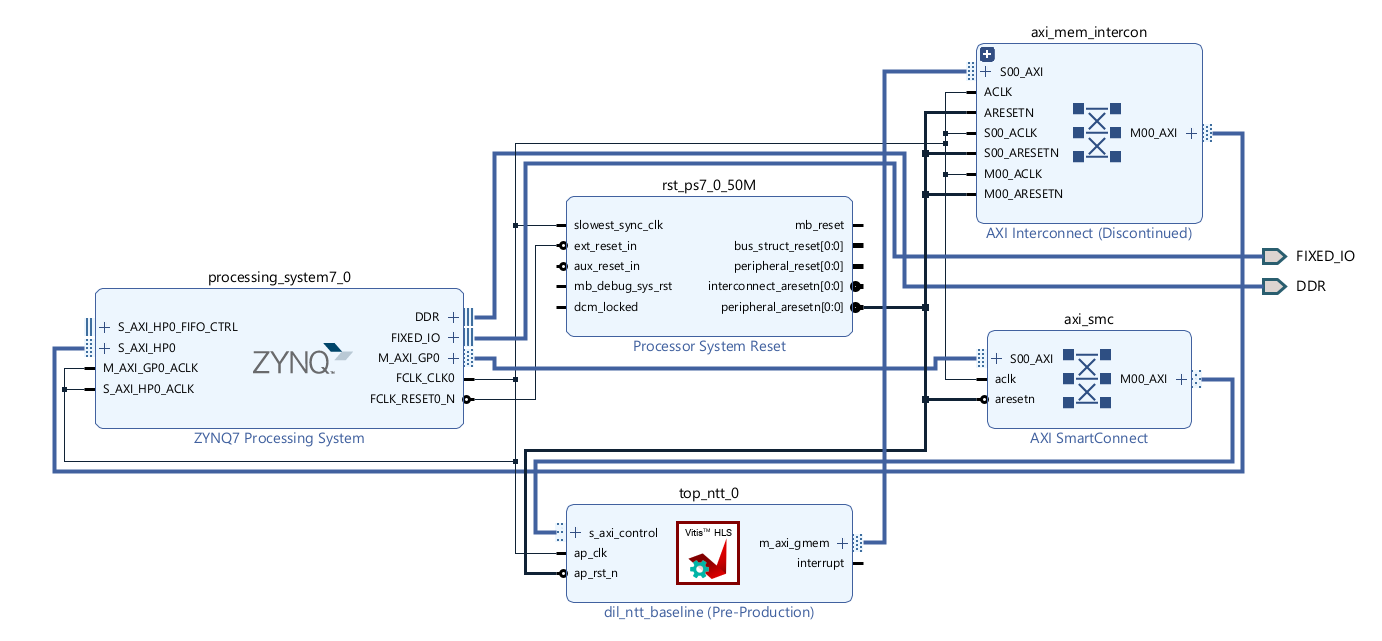 axi_mem_intercon
S00_AXI
ACLK
ARESETN
S00_ACLK
M00_AXI
S00_ARESETN
M00_ACLK
M00_ARESETN
AXI Interconnect (Discontinued)
rst_ps7_0_50M
slowest_sync_clk
mb_reset
ext_reset_in
bus_struct_reset[0:0]
aux_reset_in
peripheral_reset[0:0]
mb_debug_sys_rst
interconnect_aresetn[0:0]
dcm_locked
peripheral_aresetn[0:0]
Processor System Reset
FIXED_IO
DDR
processing_system7_0
S_AXI_HP0_FIFO_CTRL
S_AXI_HP0
M_AXI_GP0_ACLK
S_AXI_HP0_ACLK
ZYNQ
DDR
FIXED_IO
M_AXI_GP0
FCLK_CLK0
FCLK_RESET0_N
ZYNQ7 Processing System
axi_smc
S00_AXI
aclk
M00_AXI
aresetn
AXI SmartConnect
top_ntt_0
s_axi_control
ap_clk
ap_rst_n
Vitis™ HLS
m_axi_gmem
interrupt
dil_ntt_baseline (Pre-Production)